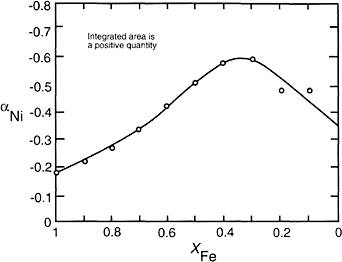 -0.8
-0.7
Integrated area is
a positive quantity
-0.6
-0.5
αNi
-0.4
-0.3
-0.2
-0.1
0
1 0.8 0.6 0.4 0.2 0
XFe